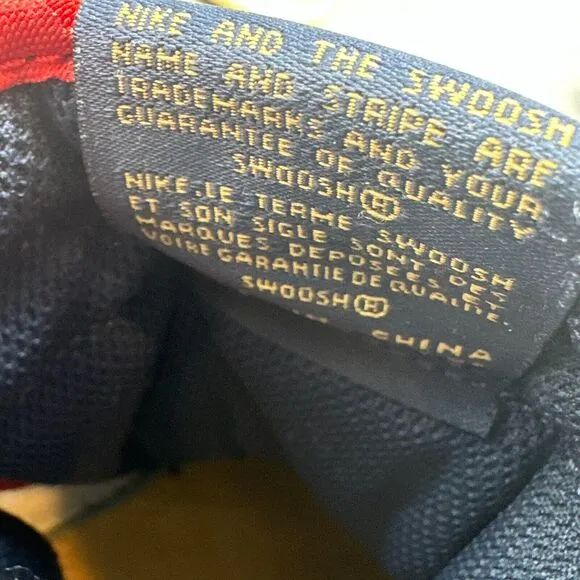 NIKE AND THE SWOOSH
NAME AND STRIPE ARE
TRADEMARKS AND YOUR
GUARANTEE OF QUALITY
SWOOSH®
NIKE, LE TERME SWOOSH
ET SON SIGLE SONT DES
MARQUES DEPOSEES ET
VOTRE GARANTIE DE QUALITE
SWOOSH®
CHINA